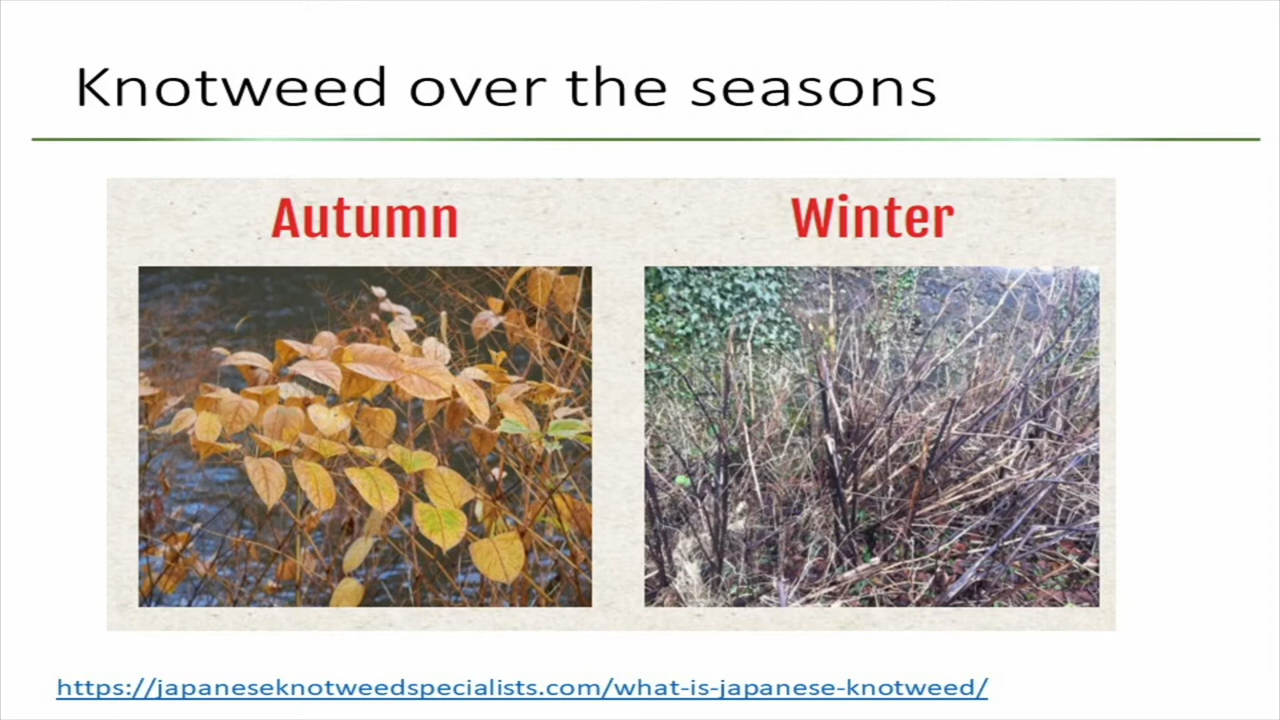 Knotweed over the seasons
Autumn
Winter
https://japaneseknotweedspecialists.com/what-is-japanese-knotweed/